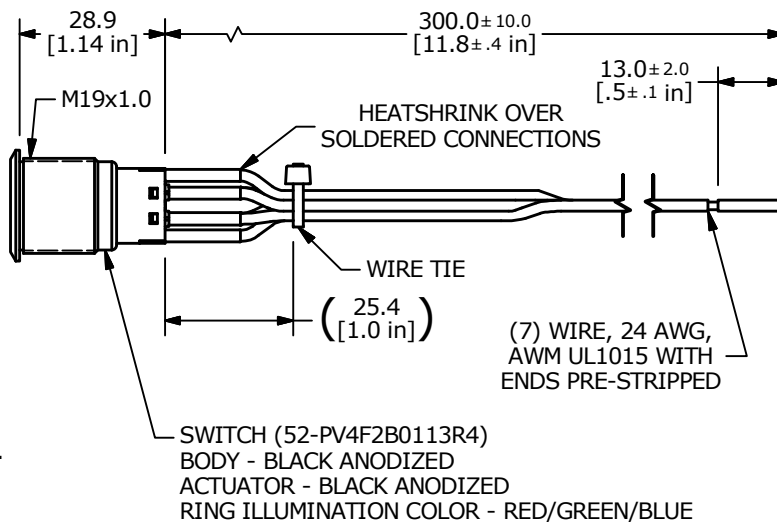 28.9
[1.14 in]
300.0± 10.0
[11.8±.4 in]
13.0± 2.0
[.5±.1 in]
M19x1.0
HEATSHRINK OVER
SOLDERED CONNECTIONS
WIRE TIE
(25.4
[1.0 in])
(7) WIRE, 24 AWG,
AWM UL1015 WITH
ENDS PRE-STRIPPED
SWITCH (52-PV4F2B0113R4)
BODY - BLACK ANODIZED
ACTUATOR - BLACK ANODIZED
RING ILLUMINATION COLOR - RED/GREEN/BLUE